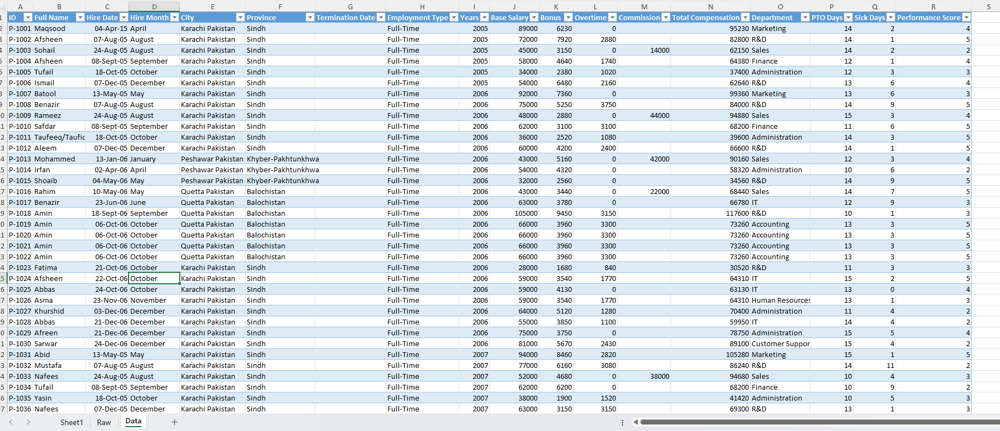 A B C D E F G H I J K L M N O P Q R S
1 ID Full Name Hire Date Hire Month City Province Termination Date Employment Type Years Base Salary Bonus Overtime Commission Total Compensation Department PTO Days Sick Days Performance Score
2 P-1001 Maqsood 04-Apr-15 April Karachi Pakistan Sindh Full-Time 2005 89000 6230 0 95230 Marketing 14 2 4
3 P-1002 Afsheen 07-Aug-05 August Karachi Pakistan Sindh Full-Time 2005 72000 7920 2880 82800 R&D 14 1 5
4 P-1003 Sohail 24-Aug-05 August Karachi Pakistan Sindh Full-Time 2005 45000 3150 0 14000 62150 Sales 14 2 2
5 P-1004 Afsheen 08-Sept-05 September Karachi Pakistan Sindh Full-Time 2005 58000 4640 1740 64380 Finance 12 1 4
6 P-1005 Tufail 18-Oct-05 October Karachi Pakistan Sindh Full-Time 2005 34000 2380 1020 37400 Administration 12 3 3
7 P-1006 Ismail 07-Dec-05 December Karachi Pakistan Sindh Full-Time 2005 54000 6480 2160 62640 R&D 13 6 4
8 P-1007 Batool 13-May-05 May Karachi Pakistan Sindh Full-Time 2006 92000 7360 0 99360 Marketing 13 6 3
9 P-1008 Benazir 07-Aug-05 August Karachi Pakistan Sindh Full-Time 2006 75000 5250 3750 84000 R&D 14 9 5
0 P-1009 Rameez 24-Aug-05 August Karachi Pakistan Sindh Full-Time 2006 48000 2880 0 44000 94880 Sales 15 3 4
1 P-1010 Safdar 08-Sept-05 September Karachi Pakistan Sindh Full-Time 2006 62000 3100 3100 68200 Finance 11 6 5
2 P-1011 Taufeeq/Taufic 18-Oct-05 October Karachi Pakistan Sindh Full-Time 2006 36000 2520 1080 39600 Administration 14 3 5
3 P-1012 Aleem 07-Dec-05 December Karachi Pakistan Sindh Full-Time 2006 60000 4200 2400 66600 R&D 14 1 5
4 P-1013 Mohammed 13-Jan-06 January Peshawar Pakistan Khyber-Pakhtunkhwa Full-Time 2006 43000 5160 0 42000 90160 Sales 12 3 4
5 P-1014 Irfan 02-Apr-06 April Peshawar Pakistan Khyber-Pakhtunkhwa Full-Time 2006 54000 4320 0 58320 Administration 10 6 2
6 P-1015 Shoaib 04-May-06 May Peshawar Pakistan Khyber-Pakhtunkhwa Full-Time 2006 32000 2560 0 34560 R&D 14 9 5
7 P-1016 Rahim 10-May-06 May Quetta Pakistan Balochistan Full-Time 2006 43000 3440 0 22000 68440 Sales 14 7 5
8 P-1017 Benazir 23-Jun-06 June Quetta Pakistan Balochistan Full-Time 2006 63000 3780 0 66780 IT 12 9 3
9 P-1018 Amin 18-Sept-06 September Quetta Pakistan Balochistan Full-Time 2006 105000 9450 3150 117600 R&D 10 1 3
0 P-1019 Amin 06-Oct-06 October Quetta Pakistan Balochistan Full-Time 2006 66000 3960 3300 73260 Accounting 13 3 5
1 P-1020 Amin 06-Oct-06 October Quetta Pakistan Balochistan Full-Time 2006 66000 3960 3300 73260 Accounting 13 3 5
2 P-1021 Amin 06-Oct-06 October Quetta Pakistan Balochistan Full-Time 2006 66000 3960 3300 73260 Accounting 13 3 5
3 P-1022 Amin 06-Oct-06 October Quetta Pakistan Balochistan Full-Time 2006 66000 3960 3300 73260 Accounting 13 3 5
4 P-1023 Fatima 21-Oct-06 October Karachi Pakistan Sindh Full-Time 2006 28000 1680 840 30520 R&D 11 3 3
5 P-1024 Afsheen 22-Oct-06 October Karachi Pakistan Sindh Full-Time 2006 59000 3540 1770 64310 IT 15 2 5
6 P-1025 Abbas 24-Oct-06 October Karachi Pakistan Sindh Full-Time 2006 59000 4130 0 63130 IT 13 0 4
7 P-1026 Asma 23-Nov-06 November Karachi Pakistan Sindh Full-Time 2006 59000 3540 1770 64310 Human Resources 13 1 3
8 P-1027 Khurshid 03-Dec-06 December Karachi Pakistan Sindh Full-Time 2006 64000 5120 1280 70400 Administration 11 4 2
9 P-1028 Abbas 21-Dec-06 December Karachi Pakistan Sindh Full-Time 2006 55000 3850 1100 59950 IT 14 4 2
0 P-1029 Afreen 21-Dec-06 December Karachi Pakistan Sindh Full-Time 2006 75000 3750 0 78750 Administration 15 5 4
1 P-1030 Sarwar 24-Dec-06 December Karachi Pakistan Sindh Full-Time 2006 81000 5670 2430 89100 Customer Suppor 15 4 2
2 P-1031 Abid 13-May-05 May Karachi Pakistan Sindh Full-Time 2007 94000 8460 2820 105280 Marketing 15 1 5
3 P-1032 Mustafa 07-Aug-05 August Karachi Pakistan Sindh Full-Time 2007 77000 6160 3080 86240 R&D 14 11 2
4 P-1033 Nafees 24-Aug-05 August Karachi Pakistan Sindh Full-Time 2007 52000 4680 0 38000 94680 Sales 10 4 3
5 P-1034 Tufail 08-Sept-05 September Karachi Pakistan Sindh Full-Time 2007 62000 6200 0 68200 Finance 10 9 2
6 P-1035 Yasin 18-Oct-05 October Karachi Pakistan Sindh Full-Time 2007 38000 1900 1520 41420 Administration 10 5 3
7 P-1036 Nafees 07-Dec-05 December Karachi Pakistan Sindh Full-Time 2007 63000 3150 3150 69300 R&D 13 1 3
Sheet1 Raw Data